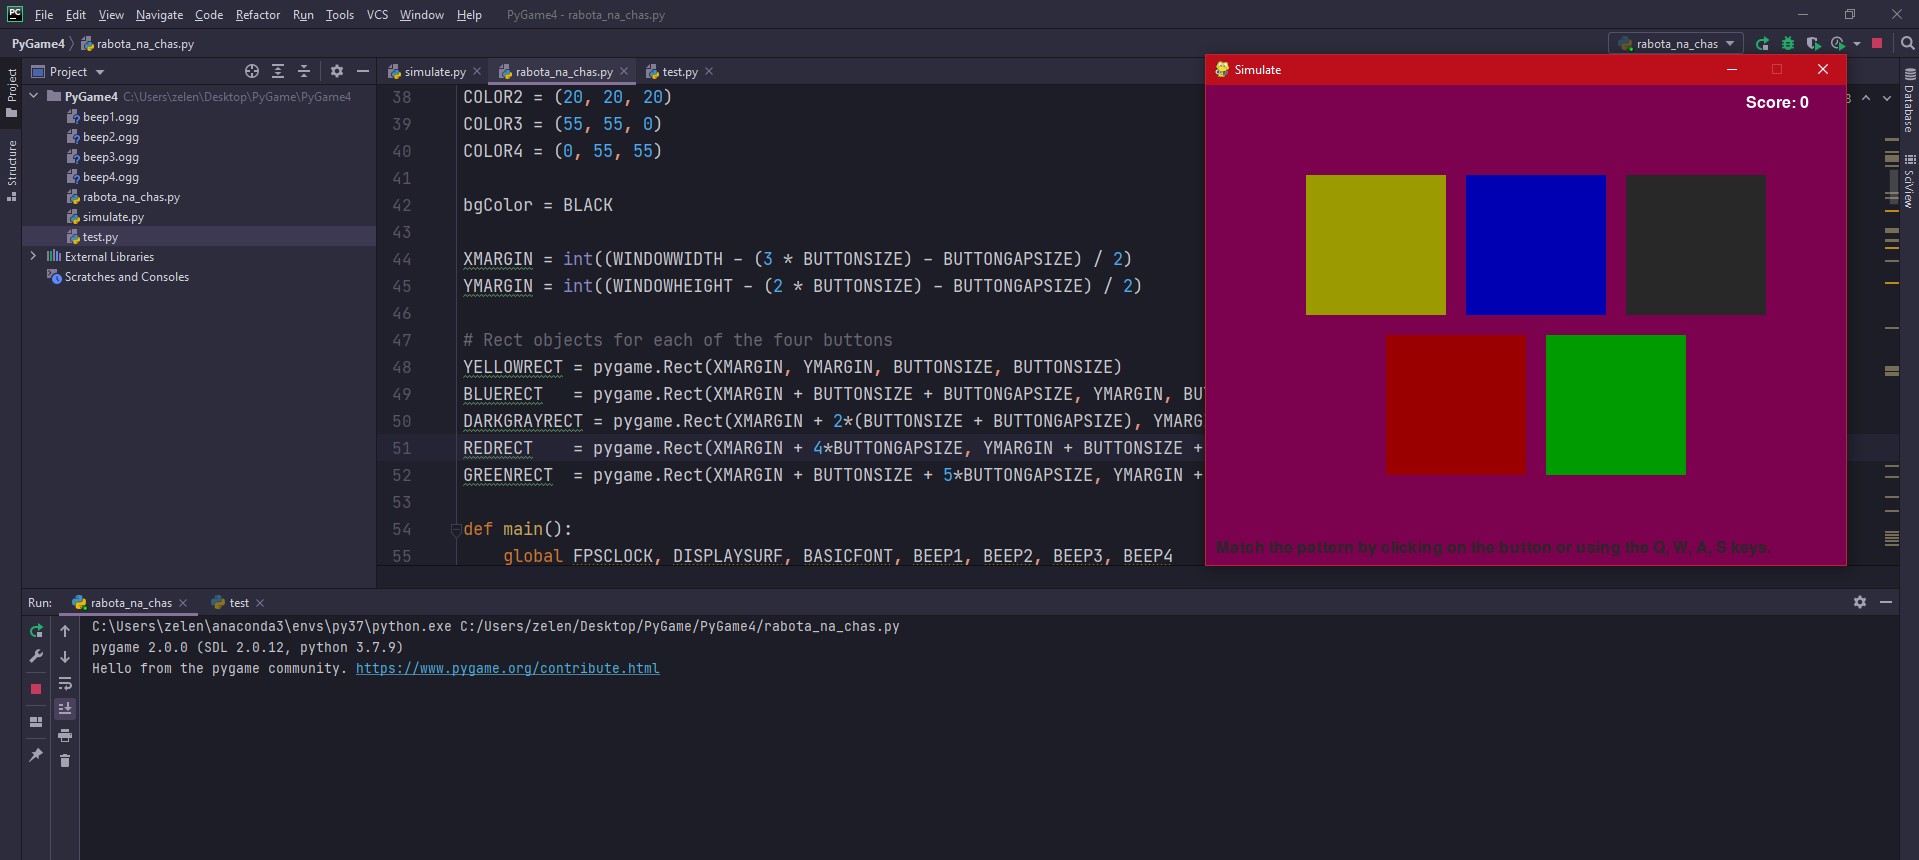 PC File Edit View Navigate Code Refactor Run Tools VCS Window Help PyGame4 - rabota_na_chas.py
PyGame4 rabota_na_chas.py rabota_na_chas
Project
Structure
Project
PyGame4 C:\Users\zelen\Desktop\PyGame\PyGame4
beep1.ogg
beep2.ogg
beep3.ogg
beep4.ogg
rabota_na_chas.py
simulate.py
test.py
External Libraries
Scratches and Consoles
simulate.py rabota_na_chas.py test.py
38 COLOR2 = (20, 20, 20)
39 COLOR3 = (55, 55, 0)
40 COLOR4 = (0, 55, 55)
41
42 bgColor = BLACK
43
44 XMARGIN = int((WINDOWWIDTH - (3 * BUTTONSIZE) - BUTTONGAPSIZE) / 2)
45 YMARGIN = int((WINDOWHEIGHT - (2 * BUTTONSIZE) - BUTTONGAPSIZE) / 2)
46
47 # Rect objects for each of the four buttons
48 YELLOWRECT = pygame.Rect(XMARGIN, YMARGIN, BUTTONSIZE, BUTTONSIZE)
49 BLUERECT = pygame.Rect(XMARGIN + BUTTONSIZE + BUTTONGAPSIZE, YMARGIN, BU
50 DARKGRAYRECT = pygame.Rect(XMARGIN + 2*(BUTTONSIZE + BUTTONGAPSIZE), YMARG
51 REDRECT = pygame.Rect(XMARGIN + 4*BUTTONGAPSIZE, YMARGIN + BUTTONSIZE +
52 GREENRECT = pygame.Rect(XMARGIN + BUTTONSIZE + 5*BUTTONGAPSIZE, YMARGIN +
53
54 def main():
55 global FPSCLOCK, DISPLAYSURF, BASICFONT, BEEP1, BEEP2, BEEP3, BEEP4
Simulate
Score: 0
Match the pattern by clicking on the button or using the Q, W, A, S keys.
Database
SciView
Run: rabota_na_chas test
C:\Users\zelen\anaconda3\envs\py37\python.exe C:/Users/zelen/Desktop/PyGame/PyGame4/rabota_na_chas.py
pygame 2.0.0 (SDL 2.0.12, python 3.7.9)
Hello from the pygame community. https://www.pygame.org/contribute.html